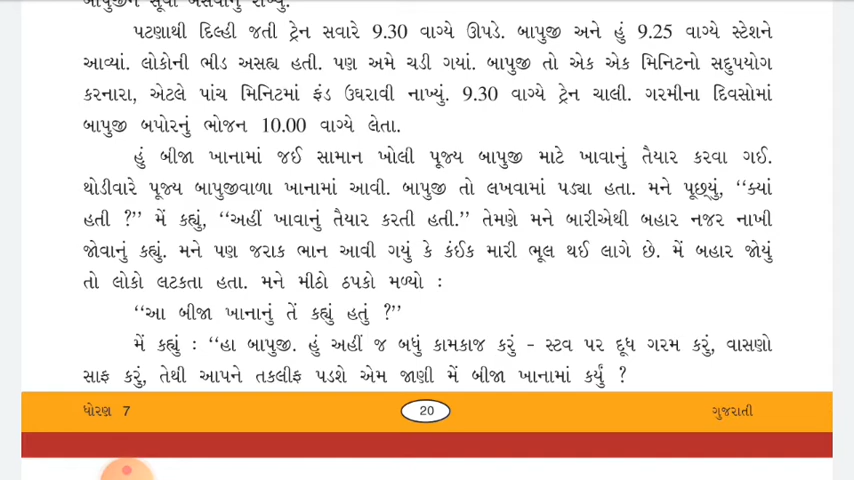 બાપુજીને સૂવા બેસવાનું રાખ્યું.
પટણાથી દિલ્હી જતી ટ્રેન સવારે 9.30 વાગ્યે ઊપડે. બાપુજી અને હું 9.25 વાગ્યે સ્ટેશને
આવ્યાં. લોકોની ભીડ અસહ્ય હતી. પણ અમે ચડી ગયાં. બાપુજી તો એક એક મિનિટનો સદુપયોગ
કરનારા, એટલે પાંચ મિનિટમાં ફંડ ઉઘરાવી નાખ્યું. 9.30 વાગ્યે ટ્રેન ચાલી. ગરમીના દિવસોમાં
બાપુજી બપોરનું ભોજન 10.00 વાગ્યે લેતા.
હું બીજા ખાનામાં જઈ સામાન ખોલી પૂજ્ય બાપુજી માટે ખાવાનું તૈયાર કરવા ગઈ.
થોડીવારે પૂજ્ય બાપુજીવાળા ખાનામાં આવી. બાપુજી તો લખવામાં પડ્યા હતા. મને પૂછ્યું, “ક્યાં
હતી ?” મેં કહ્યું, “અહીં ખાવાનું તૈયાર કરતી હતી.” તેમણે મને બારીએથી બહાર નજર નાખી
જોવાનું કહ્યું. મને પણ જરાક ભાન આવી ગયું કે કંઈક મારી ભૂલ થઈ લાગે છે. મેં બહાર જોયું
તો લોકો લટકતા હતા. મને મીઠો ઠપકો મળ્યો :
“આ બીજા ખાનાનું તેં કહ્યું હતું ?”
મેં કહ્યું : “હા બાપુજી. હું અહીં જ બધું કામકાજ કરું - સ્ટવ પર દૂધ ગરમ કરું, વાસણો
સાફ કરું, તેથી આપને તકલીફ પડશે એમ જાણી મેં બીજા ખાનામાં કર્યું ?
ધોરણ 7 20 ગુજરાતી